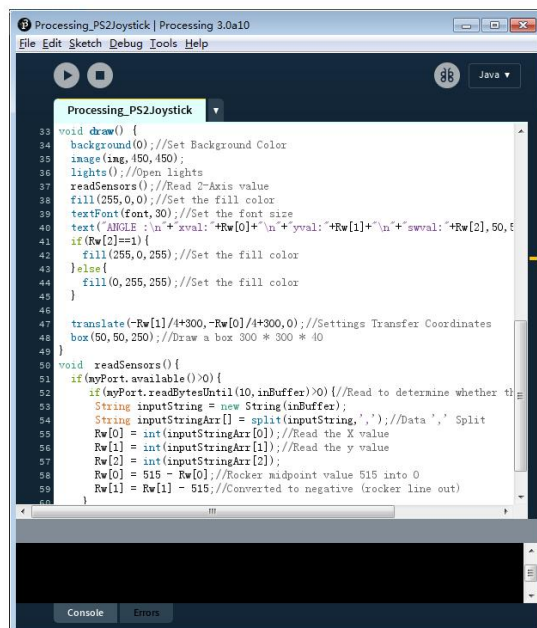 Processing_PS2Joystick | Processing 3.0a10
File Edit Sketch Debug Tools Help
Java ▼
Processing_PS2Joystick ▼
33 void draw() {
34 background(0);//Set Background Color
35 image(img,450,450);
36 lights();//Open lights
37 readSensors();//Read 2-Axis value
38 fill(255,0,0);//Set the fill color
39 textFont(font,30);//Set the font size
40 text("ANGLE :\n"+"xval:"+Rw[0]+"\n"+"yval:"+Rw[1]+"\n"+"swval:"+Rw[2],50,5
41 if(Rw[2]==1){
42 fill(255,0,255);//Set the fill color
43 }else{
44 fill(0,255,255);//Set the fill color
45 }
46
47 translate(-Rw[1]/4+300,-Rw[0]/4+300,0);//Settings Transfer Coordinates
48 box(50,50,250);//Draw a box 300 * 300 * 40
49 }
50 void readSensors(){
51 if(myPort.available()>0){
52 if(myPort.readBytesUntil(10,inBuffer)>0){//Read to determine whether th
53 String inputString = new String(inBuffer);
54 String inputStringArr[] = split(inputString,',');//Data ',' Split
55 Rw[0] = int(inputStringArr[0]);//Read the X value
56 Rw[1] = int(inputStringArr[1]);//Read the y value
57 Rw[2] = int(inputStringArr[2]);
58 Rw[0] = 515 - Rw[0];//Rocker midpoint value 515 into 0
59 Rw[1] = Rw[1] - 515;//Converted to negative (rocker line out)
60 }
Console Errors